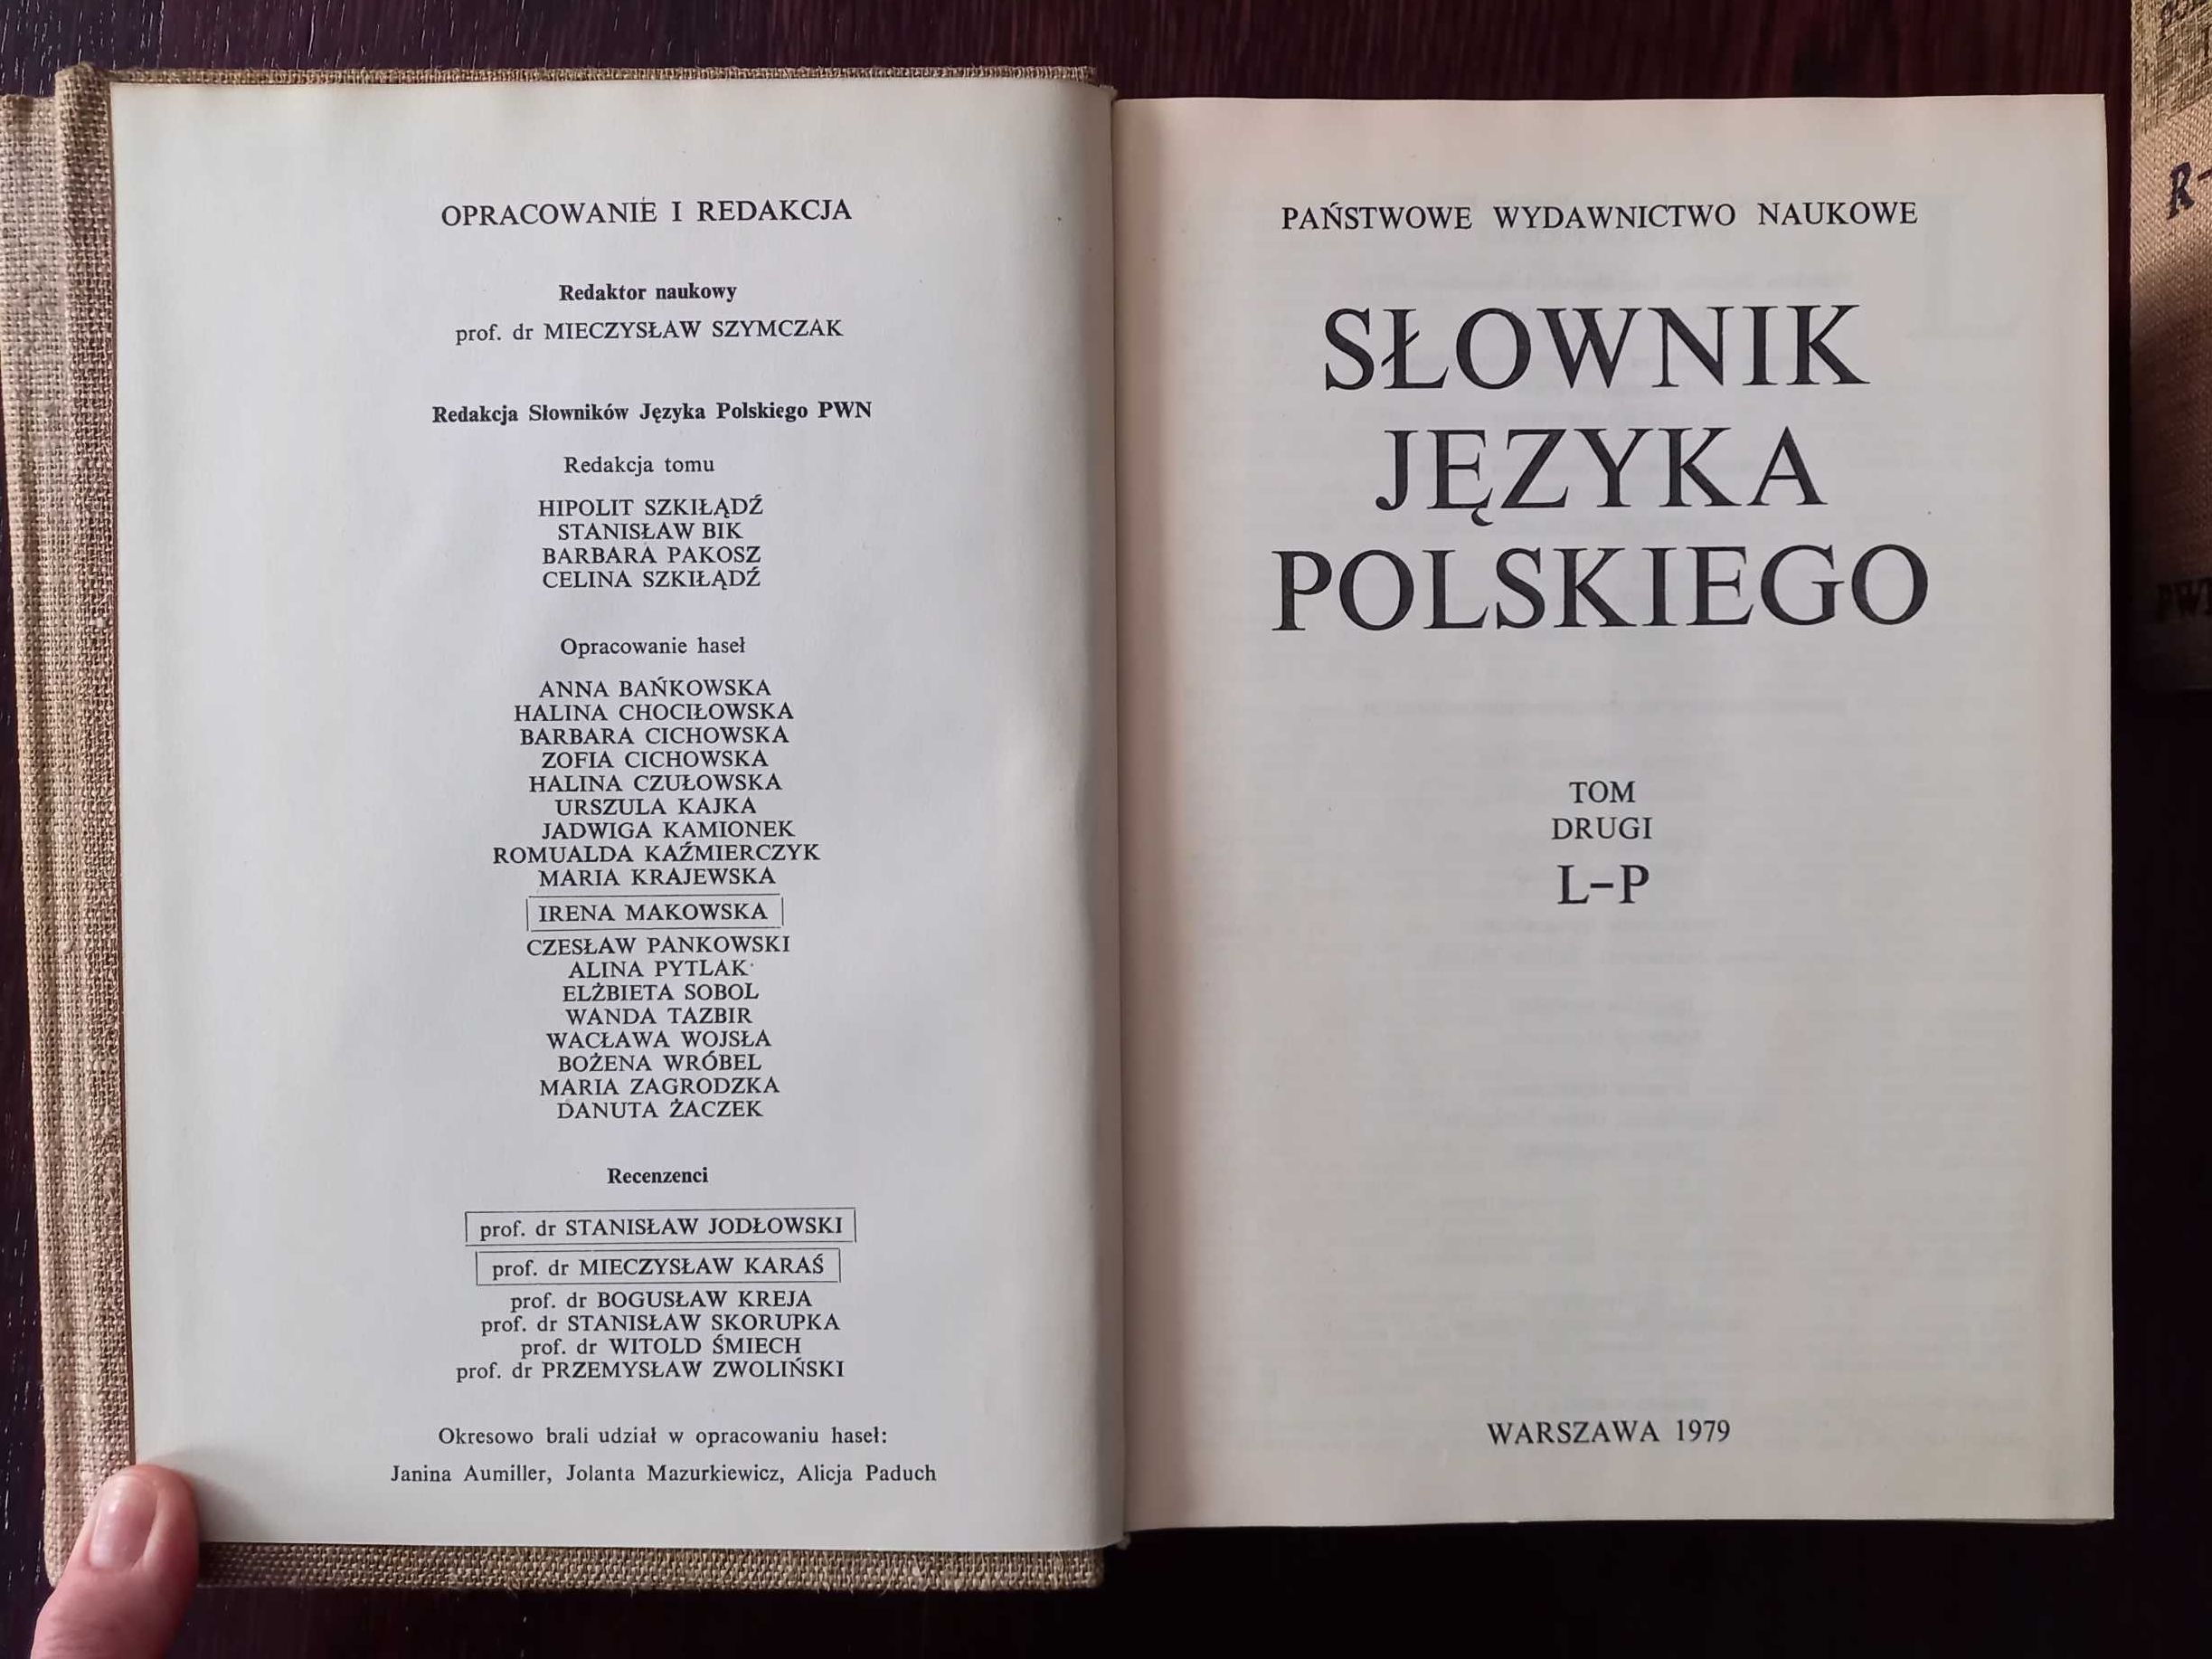 OPRACOWANIE I REDAKCJA
Redaktor naukowy
prof. dr MIECZYSŁAW SZYMCZAK
Redakcja Słowników Języka Polskiego PWN
Redakcja tomu
HIPOLIT SZKIŁĄDŹ
STANISŁAW BIK
BARBARA PAKOSZ
CELINA SZKIŁĄDŹ
Opracowanie haseł
ANNA BAŃKOWSKA
HALINA CHOCIŁOWSKA
BARBARA CICHOWSKA
ZOFIA CICHOWSKA
HALINA CZUŁOWSKA
URSZULA KAJKA
JADWIGA KAMIONEK
ROMUALDA KAŹMIERCZYK
MARIA KRAJEWSKA
IRENA MAKOWSKA
CZESŁAW PANKOWSKI
ALINA PYTLAK
ELŻBIETA SOBOL
WANDA TAZBIR
WACŁAWA WOJSŁA
BOŻENA WRÓBEL
MARIA ZAGRODZKA
DANUTA ŻACZEK
Recenzenci
prof. dr STANISŁAW JODŁOWSKI
prof. dr MIECZYSŁAW KARAŚ
prof. dr BOGUSŁAW KREJA
prof. dr STANISŁAW SKORUPKA
prof. dr WITOLD ŚMIECH
prof. dr PRZEMYSŁAW ZWOLIŃSKI
Okresowo brali udział w opracowaniu haseł:
Janina Aumiller, Jolanta Mazurkiewicz, Alicja Paduch
PAŃSTWOWE WYDAWNICTWO NAUKOWE
SŁOWNIK
JĘZYKA
POLSKIEGO
TOM
DRUGI
L–P
WARSZAWA 1979
R-